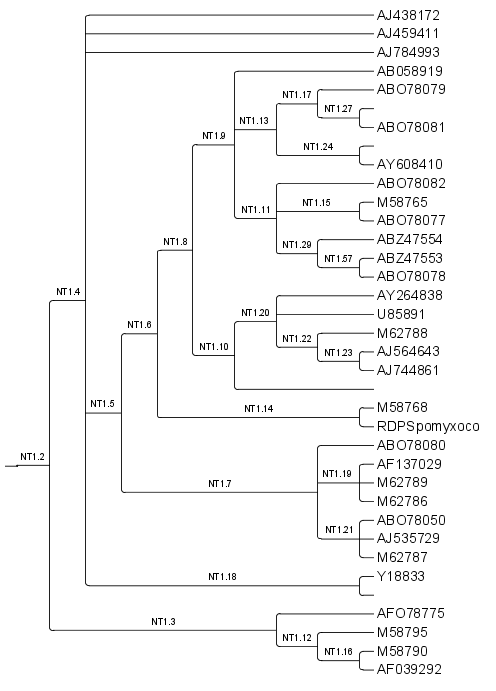 AJ438172
AJ459411
AJ784993
AB058919
NT1.17 ABO78079
NT1.27
NT1.13 ABO78081
NT1.9
NT1.24
AY608410
ABO78082
NT1.15 M58765
NT1.11 ABO78077
NT1.8 ABZ47554
NT1.29
NT1.57 ABZ47553
ABO78078
NT1.4 AY264838
NT1.20 U85891
NT1.6 M62788
NT1.22
NT1.10 NT1.23 AJ564643
AJ744861
NT1.5 M58768
NT1.14
RDPSpomyxoco
ABO78080
NT1.2 AF137029
NT1.19
NT1.7 M62789
M62786
ABO78050
NT1.21 AJ535729
M62787
NT1.18 Y18833
AFO78775
NT1.3 M58795
NT1.12
NT1.16 M58790
AF039292